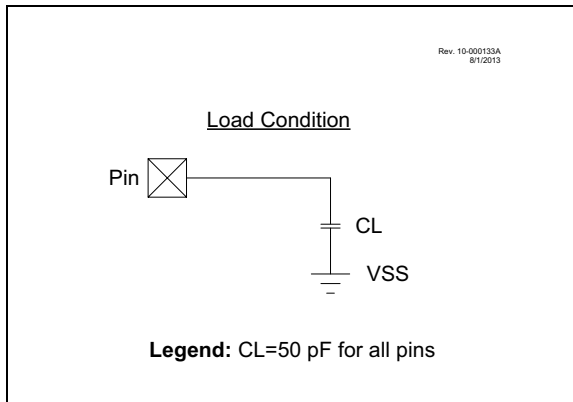 Rev. 10-000133A
8/1/2013
Load Condition
Pin
CL
VSS
Legend: CL=50 pF for all pins